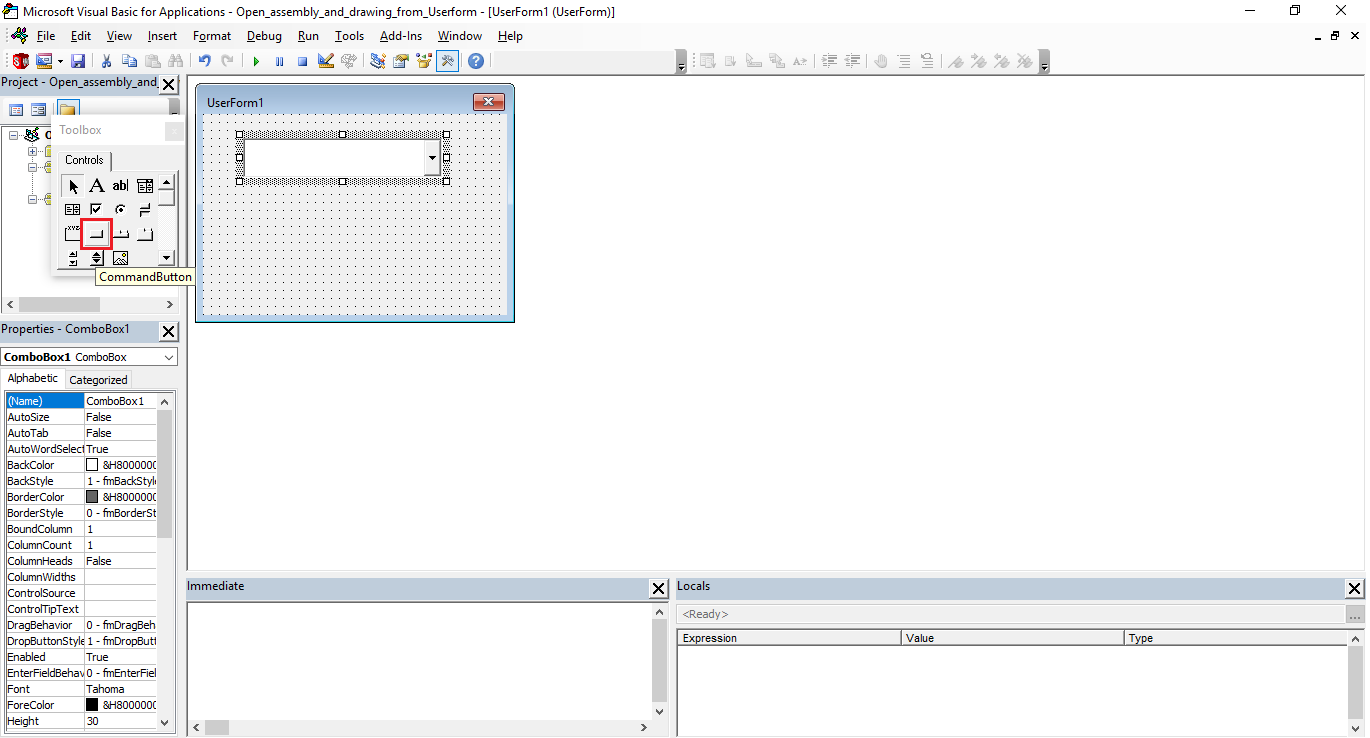 Microsoft Visual Basic for Applications - Open_assembly_and_drawing_from_Userform - [UserForm1 (UserForm)]
File Edit View Insert Format Debug Run Tools Add-Ins Window Help
Project - Open_assembly_and_
Toolbox
Controls
A abl
xyz
CommandButton
UserForm1
Properties - ComboBox1
ComboBox1 ComboBox
Alphabetic Categorized
(Name) ComboBox1
AutoSize False
AutoTab False
AutoWordSelect True
BackColor &H8000000
BackStyle 1 - fmBackStyl
BorderColor &H8000000
BorderStyle 0 - fmBorderSt
BoundColumn 1
ColumnCount 1
ColumnHeads False
ColumnWidths
ControlSource
ControlTipText
DragBehavior 0 - fmDragBeh
DropButtonStyle 1 - fmDropButt
Enabled True
EnterFieldBehav 0 - fmEnterFiel
Font Tahoma
ForeColor &H8000000
Height 30
Immediate
Locals
<Ready>
Expression Value Type